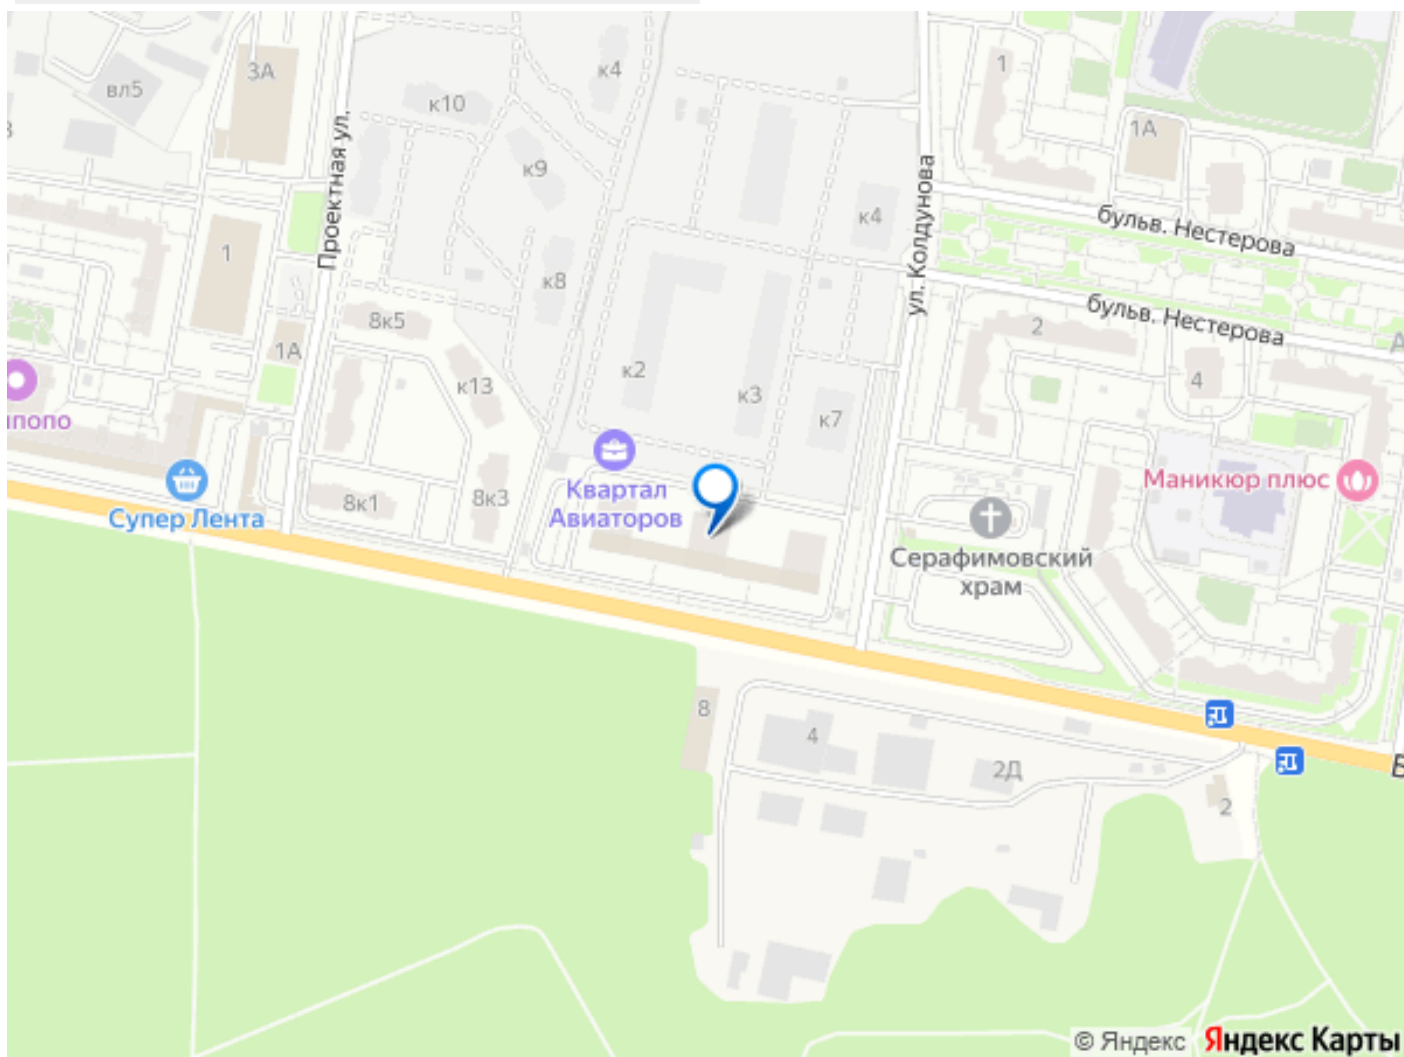 3А
к4
1
вл5
к10
1А
Проектная ул.
к9
ул. Колдунова
к4
бульв. Нестерова
1
к8
бульв. Нестерова
8к5
2
1А
к2
к13
к3
4
к7
ипопо
Квартал
Авиаторов
Маникюр плюс
Супер Лента
8к1
8к3
Серафимовский
храм
8
4
2Д
2
© Яндекс Яндекс Карты